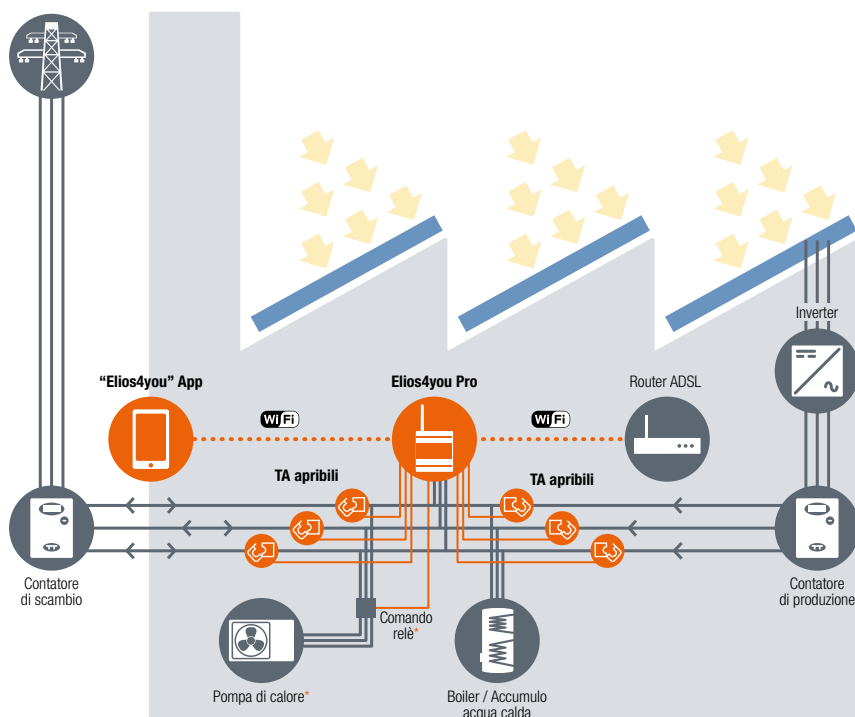 Inverter
“Elios4you” App
Elios4you Pro
Router ADSL
WiFi
WiFi
TA apribili
TA apribili
Contatore
di scambio
Contatore
di produzione
Comando
relè*
Pompa di calore*
Boiler / Accumulo
acqua calda